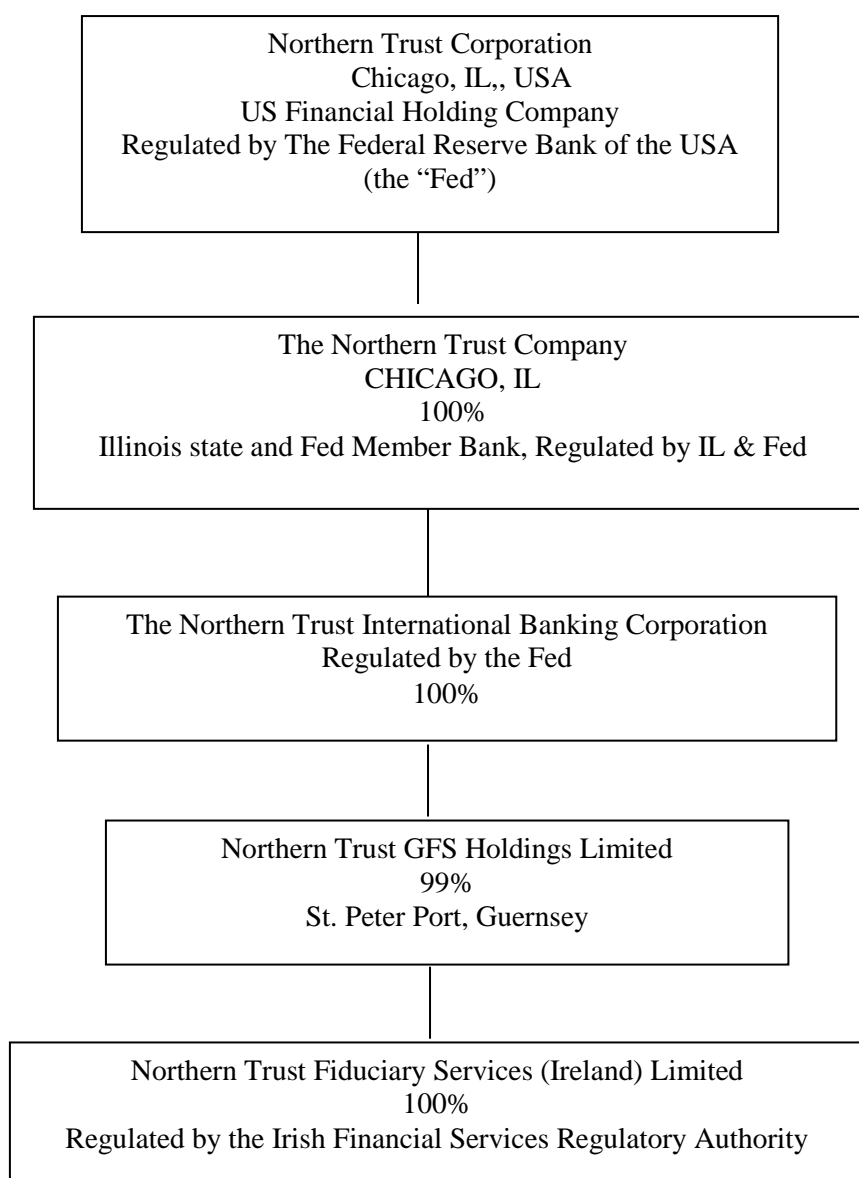 Northern Trust Corporation
Chicago, IL,, USA
US Financial Holding Company
Regulated by The Federal Reserve Bank of the USA
(the “Fed”)
The Northern Trust Company
CHICAGO, IL
100%
Illinois state and Fed Member Bank, Regulated by IL & Fed
The Northern Trust International Banking Corporation
Regulated by the Fed
100%
Northern Trust GFS Holdings Limited
99%
St. Peter Port, Guernsey
Northern Trust Fiduciary Services (Ireland) Limited
100%
Regulated by the Irish Financial Services Regulatory Authority